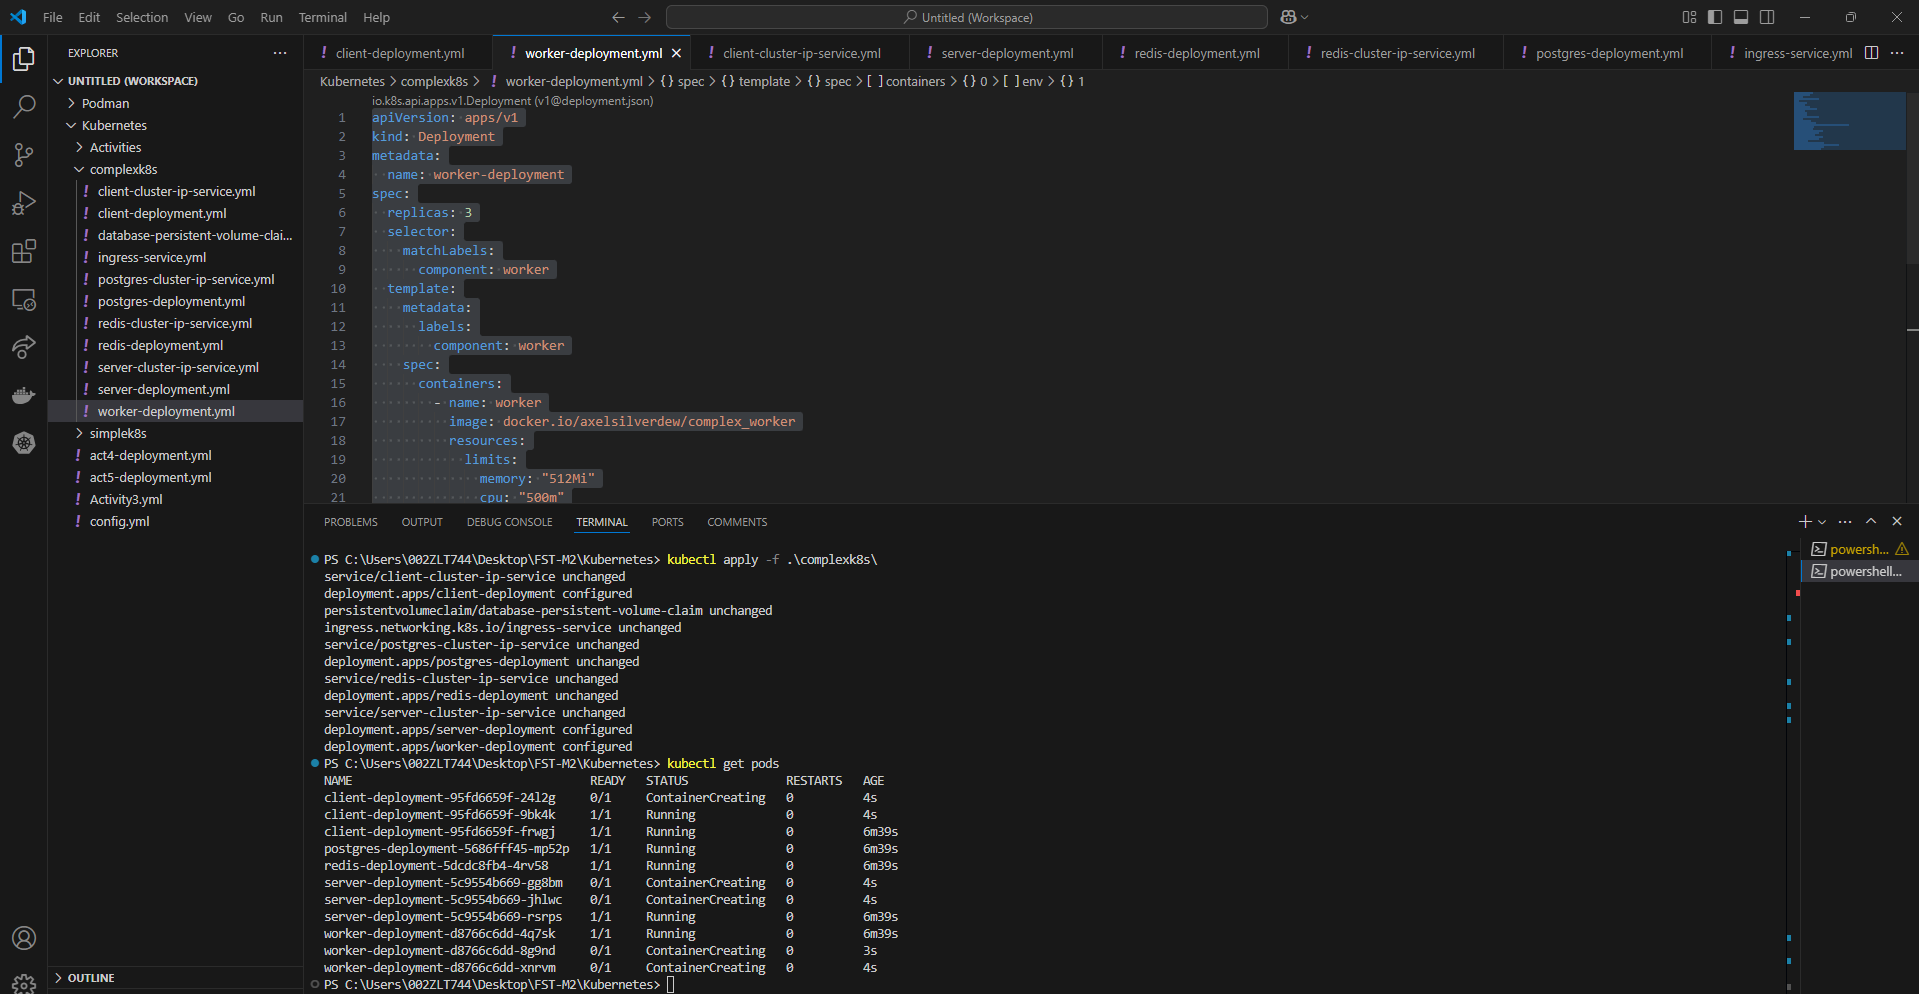 File Edit Selection View Go Run Terminal Help
Untitled (Workspace)
EXPLORER
UNTITLED (WORKSPACE)
Podman
Kubernetes
Activities
complexk8s
client-cluster-ip-service.yml
client-deployment.yml
database-persistent-volume-clai...
ingress-service.yml
postgres-cluster-ip-service.yml
postgres-deployment.yml
redis-cluster-ip-service.yml
redis-deployment.yml
server-cluster-ip-service.yml
server-deployment.yml
worker-deployment.yml
simplek8s
act4-deployment.yml
act5-deployment.yml
Activity3.yml
config.yml
OUTLINE
client-deployment.yml worker-deployment.yml client-cluster-ip-service.yml server-deployment.yml redis-deployment.yml redis-cluster-ip-service.yml postgres-deployment.yml ingress-service.yml
Kubernetes > complexk8s > ! worker-deployment.yml > {} spec > {} template > {} spec > [ ] containers > {} 0 > [ ] env > {} 1
io.k8s.api.apps.v1.Deployment (v1@deployment.json)
1 apiVersion: apps/v1
2 kind: Deployment
3 metadata:
4   name: worker-deployment
5 spec:
6   replicas: 3
7   selector:
8     matchLabels:
9       component: worker
10   template:
11     metadata:
12       labels:
13         component: worker
14     spec:
15       containers:
16         - name: worker
17           image: docker.io/axelsilverdew/complex_worker
18           resources:
19             limits:
20               memory: "512Mi"
21               cpu: "500m"
PROBLEMS OUTPUT DEBUG CONSOLE TERMINAL PORTS COMMENTS
powersh...
powershell...
PS C:\Users\002ZLT744\Desktop\FST-M2\Kubernetes> kubectl apply -f .\complexk8s\
service/client-cluster-ip-service unchanged
deployment.apps/client-deployment configured
persistentvolumeclaim/database-persistent-volume-claim unchanged
ingress.networking.k8s.io/ingress-service unchanged
service/postgres-cluster-ip-service unchanged
deployment.apps/postgres-deployment unchanged
service/redis-cluster-ip-service unchanged
deployment.apps/redis-deployment unchanged
service/server-cluster-ip-service unchanged
deployment.apps/server-deployment configured
deployment.apps/worker-deployment configured
PS C:\Users\002ZLT744\Desktop\FST-M2\Kubernetes> kubectl get pods
NAME READY STATUS RESTARTS AGE
client-deployment-95fd6659f-24l2g 0/1 ContainerCreating 0 4s
client-deployment-95fd6659f-9bk4k 1/1 Running 0 4s
client-deployment-95fd6659f-frwgj 1/1 Running 0 6m39s
postgres-deployment-5686fff45-mp52p 1/1 Running 0 6m39s
redis-deployment-5dcdc8fb4-4rv58 1/1 Running 0 6m39s
server-deployment-5c9554b669-gg8bm 0/1 ContainerCreating 0 4s
server-deployment-5c9554b669-jhlwc 0/1 ContainerCreating 0 4s
server-deployment-5c9554b669-rsrps 1/1 Running 0 6m39s
worker-deployment-d8766c6dd-4q7sk 1/1 Running 0 6m39s
worker-deployment-d8766c6dd-8g9nd 0/1 ContainerCreating 0 3s
worker-deployment-d8766c6dd-xnrvm 0/1 ContainerCreating 0 4s
PS C:\Users\002ZLT744\Desktop\FST-M2\Kubernetes>